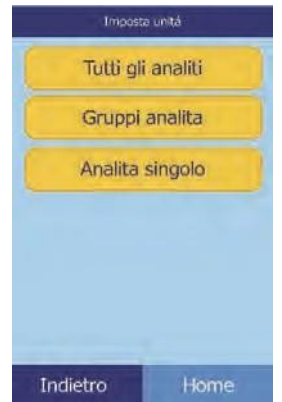 Imposta unità
Tutti gli analiti
Gruppi analita
Analita singolo
Indietro Home